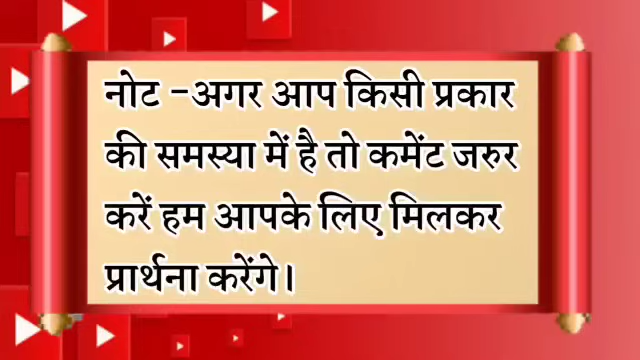 नोट -अगर आप किसी प्रकार
की समस्या में है तो कमेंट जरुर
करें हम आपके लिए मिलकर
प्रार्थना करेंगे।